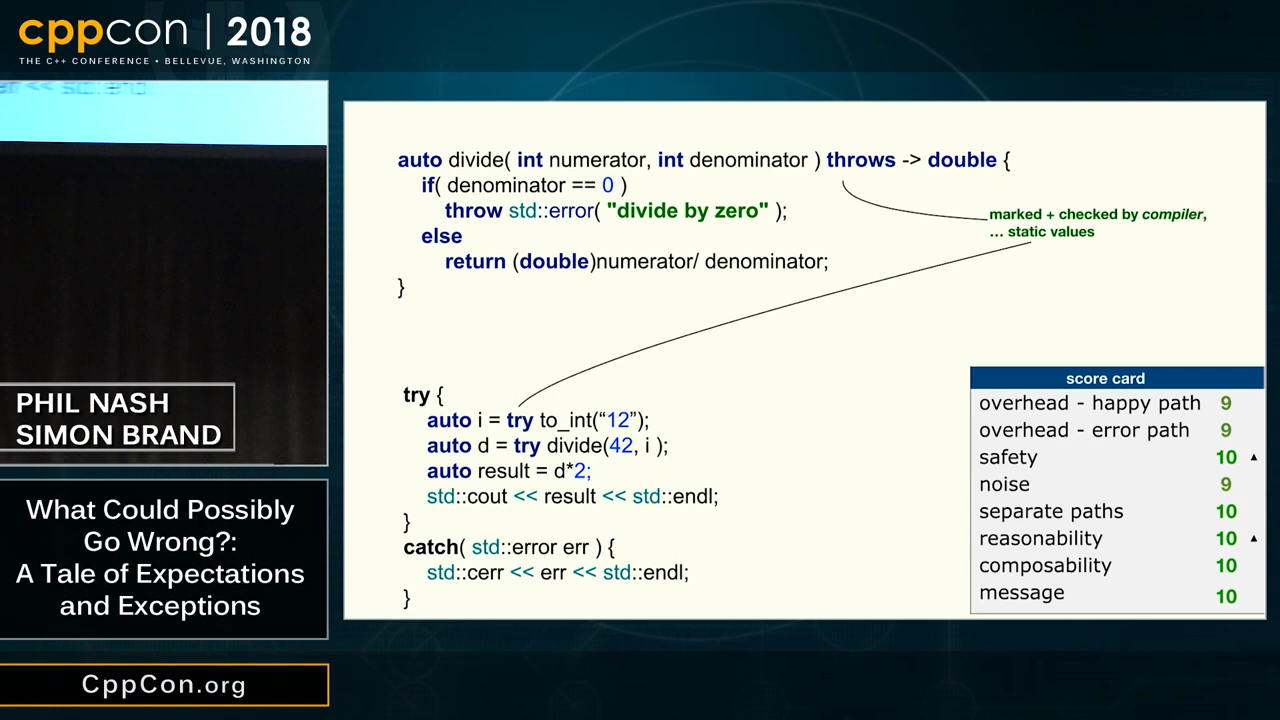 cppcon | 2018
THE C++ CONFERENCE • BELLEVUE, WASHINGTON
<< std::end
PHIL NASH
SIMON BRAND
What Could Possibly
Go Wrong?:
A Tale of Expectations
and Exceptions
CppCon.org
auto divide( int numerator, int denominator ) throws -> double {
if( denominator == 0 )
throw std::error( "divide by zero" );
else
return (double)numerator/ denominator;
}
marked + checked by compiler,
… static values
try {
auto i = try to_int(“12”);
auto d = try divide(42, i );
auto result = d*2;
std::cout << result << std::endl;
}
catch( std::error err ) {
std::cerr << err << std::endl;
}
score card
overhead - happy path 9
overhead - error path 9
safety 10 ▲
noise 9
separate paths 10
reasonability 10 ▲
composability 10
message 10